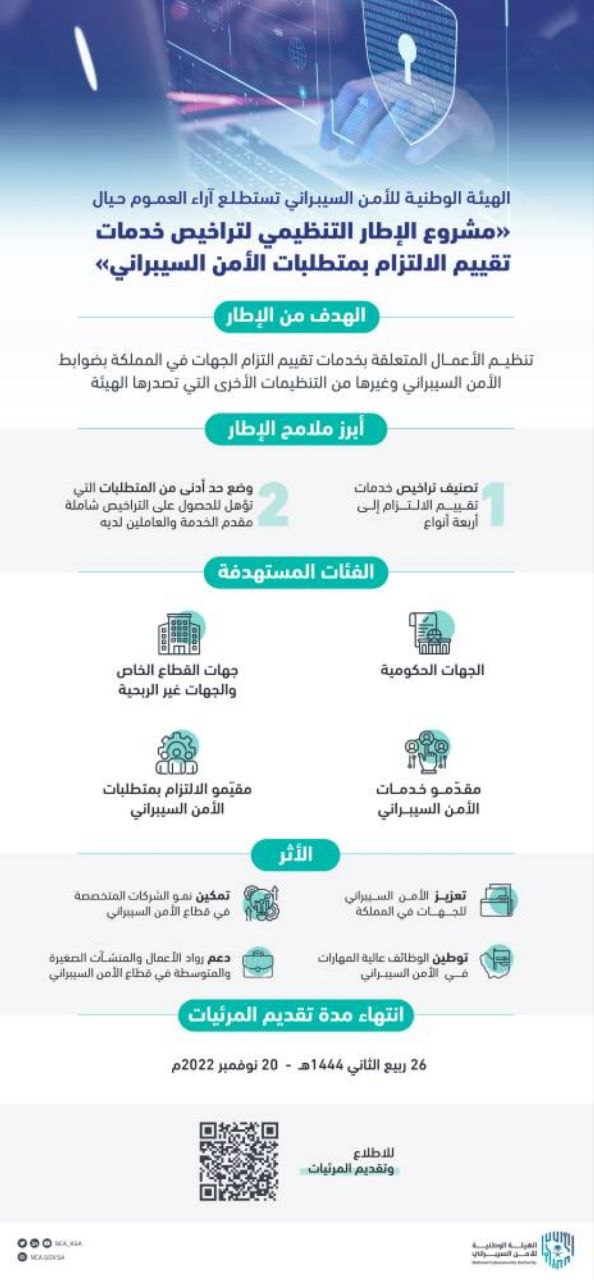 الهيئة الوطنية للأمن السيبراني تستطلع آراء العموم حيال
«مشروع الإطار التنظيمي لتراخيص خدمات
تقييم الالتزام بمتطلبات الأمن السيبراني»
الهدف من الإطار
تنظيم الأعمال المتعلقة بخدمات تقييم التزام الجهات في المملكة بضوابط
الأمن السيبراني وغيرها من التنظيمات الأخرى التي تصدرها الهيئة
أبرز ملامح الإطار
1
تصنيف تراخيص خدمات
تقييم الالتزام إلى
أربعة أنواع
2
وضع حد أدنى من المتطلبات التي
تؤهل للحصول على التراخيص شاملة
مقدم الخدمة والعاملين لديه
الفئات المستهدفة
الجهات الحكومية
جهات القطاع الخاص
والجهات غير الربحية
مقدّمو خدمات
الأمن السيبراني
مقيّمو الالتزام بمتطلبات
الأمن السيبراني
الأثر
تعزيز الأمن السيبراني
للجهات في المملكة
تمكين نمو الشركات المتخصصة
في قطاع الأمن السيبراني
توطين الوظائف عالية المهارات
في الأمن السيبراني
دعم رواد الأعمال والمنشآت الصغيرة
والمتوسطة في قطاع الأمن السيبراني
انتهاء مدة تقديم المرئيات
26 ربيع الثاني 1444هـ - 20 نوفمبر 2022م
للاطلاع
وتقديم المرئيات
الهيئة الوطنية
للأمن السيبراني
National Cybersecurity Authority
NCA_KSA
NCA.GOV.SA